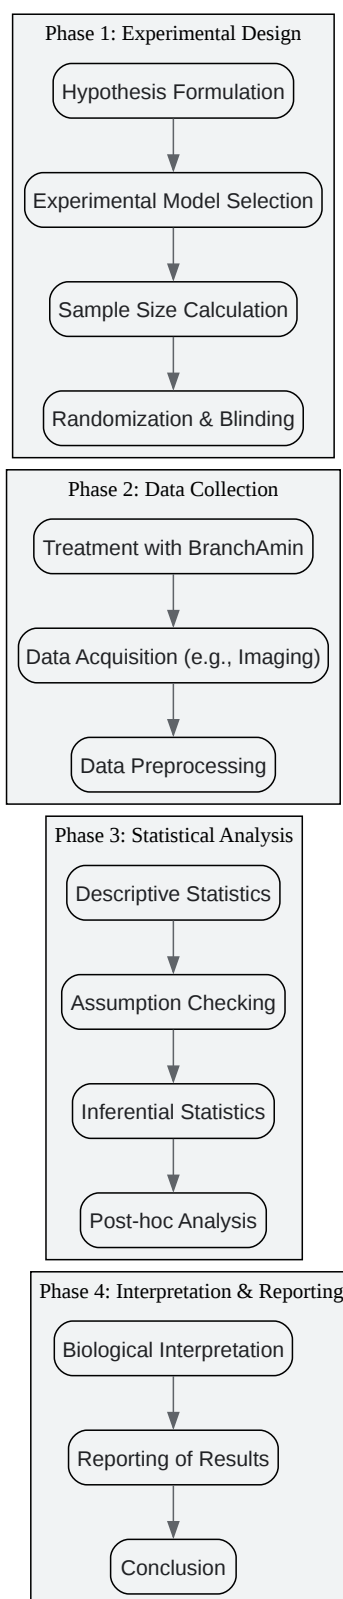 Phase 1: Experimental Design
Hypothesis Formulation
Experimental Model Selection
Sample Size Calculation
Randomization & Blinding
Phase 2: Data Collection
Treatment with BranchAmin
Data Acquisition (e.g., Imaging)
Data Preprocessing
Phase 3: Statistical Analysis
Descriptive Statistics
Assumption Checking
Inferential Statistics
Post-hoc Analysis
Phase 4: Interpretation & Reporting
Biological Interpretation
Reporting of Results
Conclusion